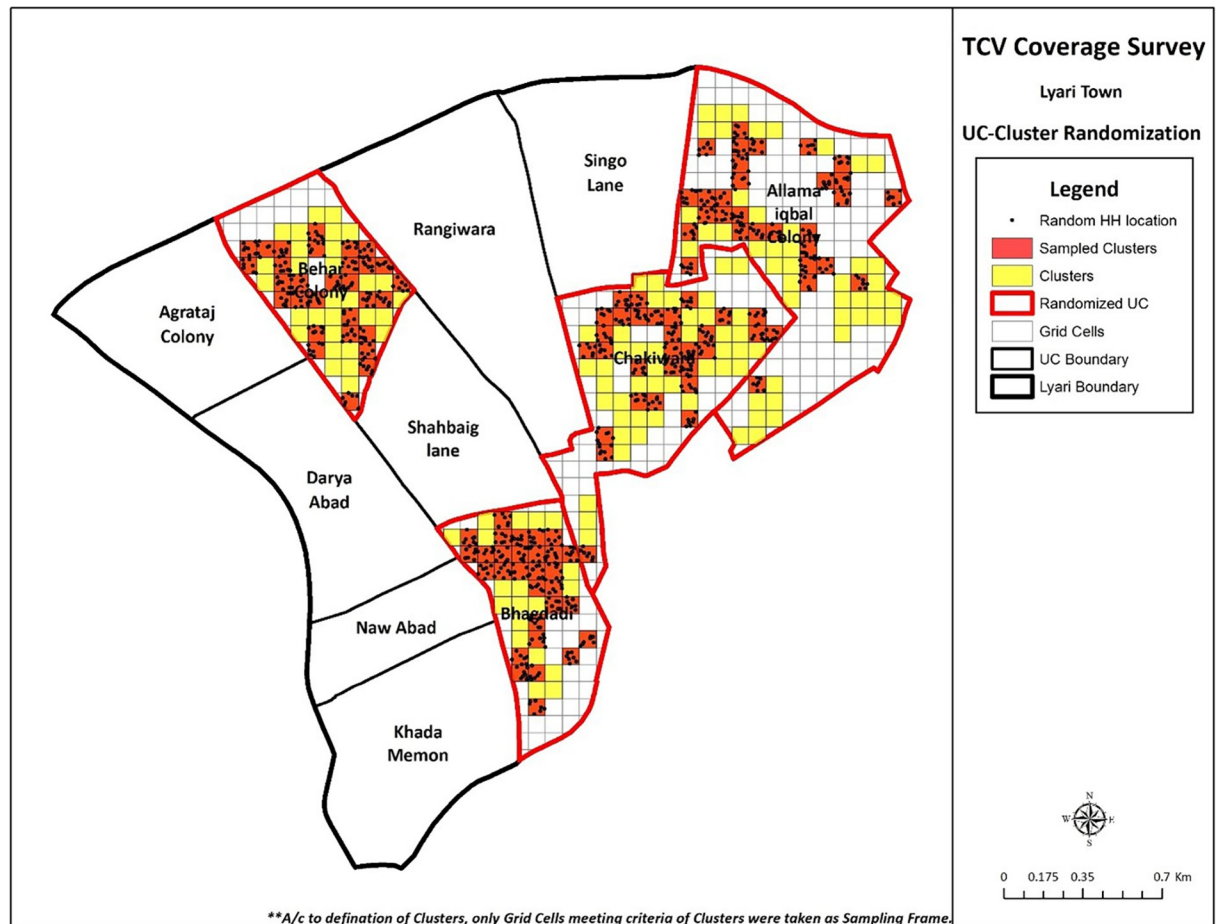 TCV Coverage Survey
Lyari Town
UC-Cluster Randomization
Legend
Random HH location
Sampled Clusters
Clusters
Randomized UC
Grid Cells
UC Boundary
Lyari Boundary
Singo
Lane
Allama
iqbal
Colony
Rangiwara
Behar
Colony
Agrataj
Colony
Chakiwara
Shahbaig
lane
Darya
Abad
Bhagdadi
Naw Abad
Khada
Memon
N
W E
S
0 0.175 0.35 0.7 Km
**A/c to defination of Clusters, only Grid Cells meeting criteria of Clusters were taken as Sampling Frame.